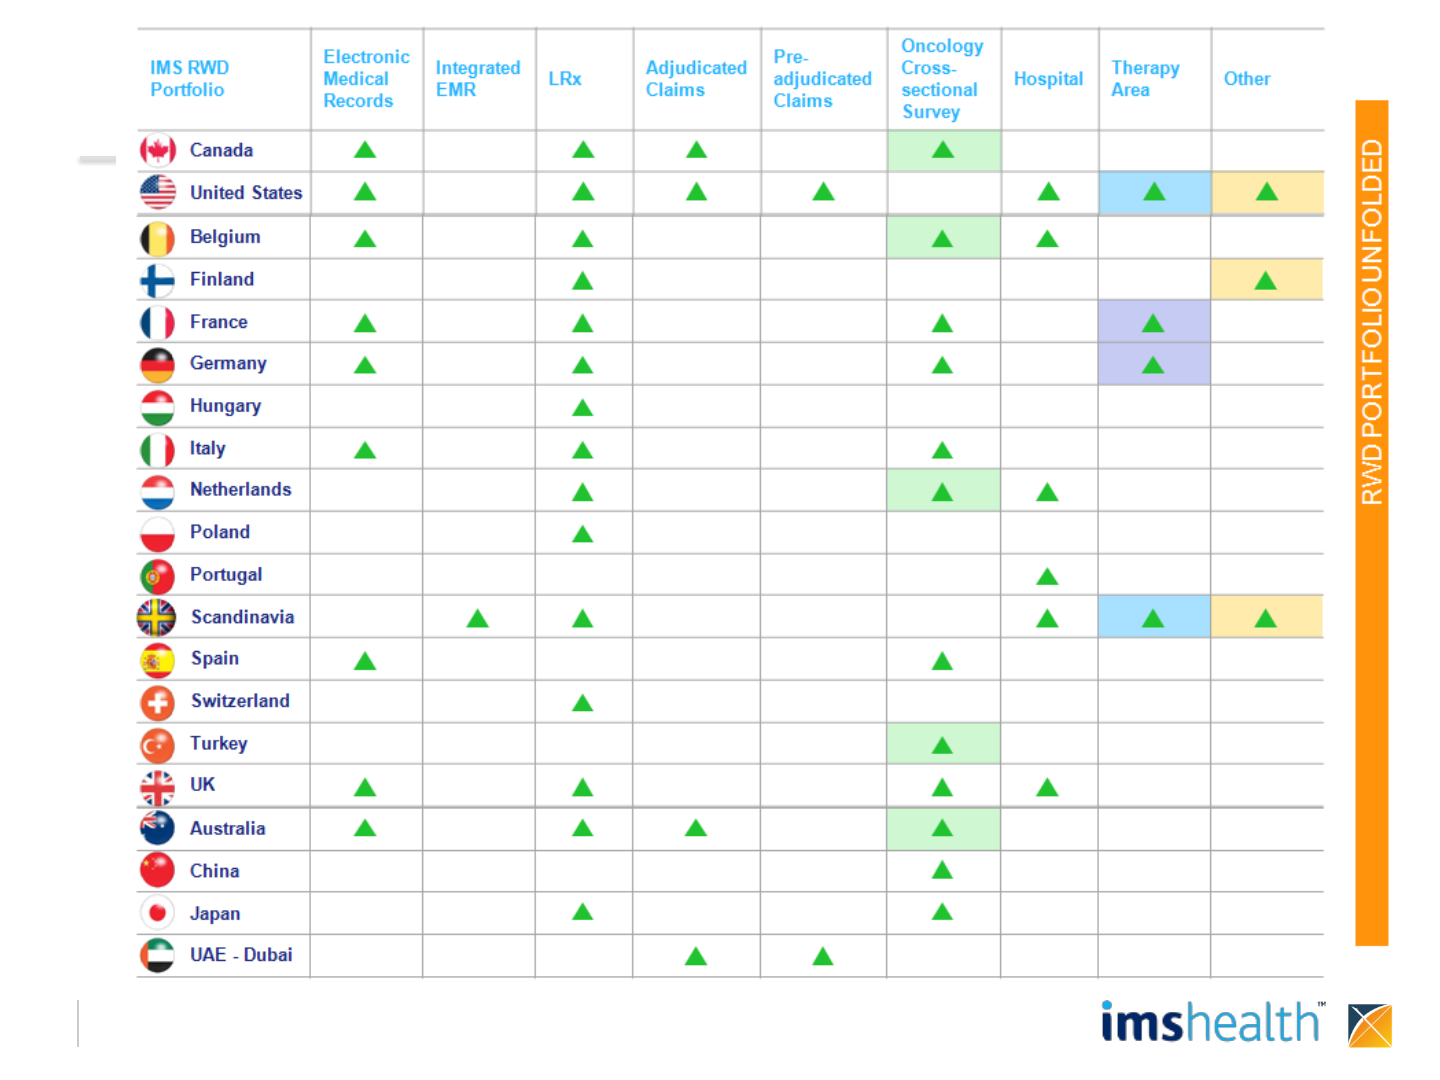 IMS RWD
Portfolio
Electronic
Medical
Records
Integrated
EMR
LRx
Adjudicated
Claims
Pre-
adjudicated
Claims
Oncology
Cross-
sectional
Survey
Hospital
Therapy
Area
Other
Canada
United States
Belgium
Finland
France
Germany
Hungary
Italy
Netherlands
Poland
Portugal
Scandinavia
Spain
Switzerland
Turkey
UK
Australia
China
Japan
UAE - Dubai
RWD PORTFOLIO UNFOLDED
imshealth™